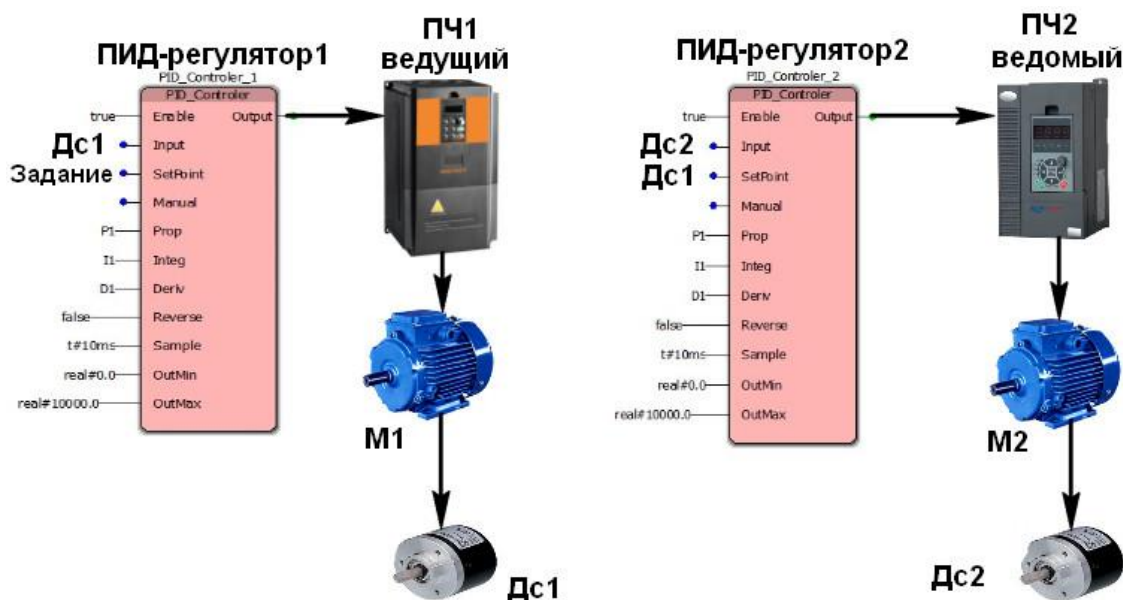 ПИД-регулятор1
PID_Controler_1
PID_Controler
true
Enable
Output
Дс1
Input
Задание
SetPoint
Manual
P1
Prop
I1
Integ
D1
Deriv
false
Reverse
t#10ms
Sample
real#0.0
OutMin
real#10000.0
OutMax
ПЧ1
ведущий
М1
Дс1
ПИД-регулятор2
PID_Controler_2
PID_Controler
true
Enable
Output
Дс2
Input
Дс1
SetPoint
Manual
P1
Prop
I1
Integ
D1
Deriv
false
Reverse
t#10ms
Sample
real#0.0
OutMin
real#10000.0
OutMax
ПЧ2
ведомый
М2
Дс2